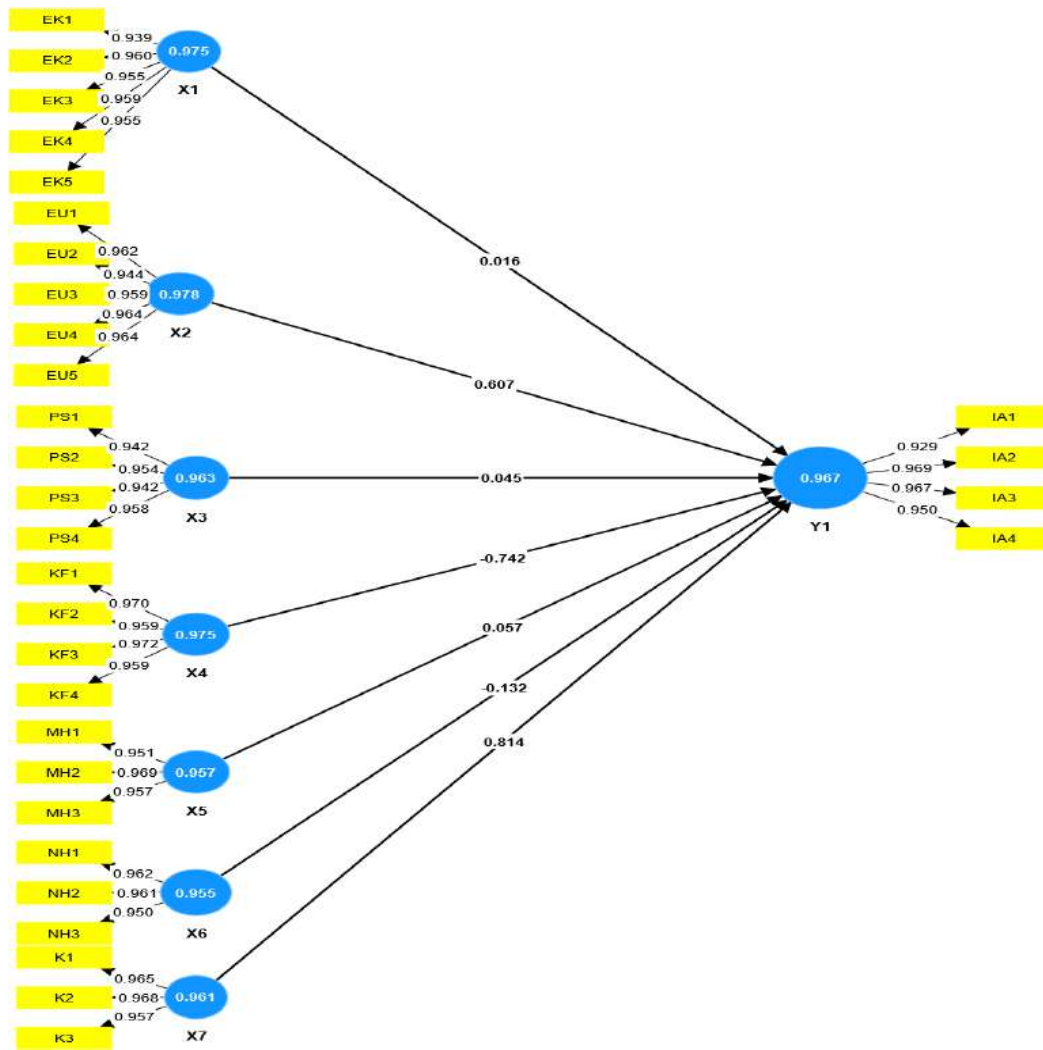 EK1
0.939
0.975
EK2
0.960
0.955
X1
EK3
0.959
0.955
EK4
EK5
EU1
0.962
EU2
0.944
EU3
0.959
0.978
0.964
EU4
0.964
X2
EU5
0.016
0.607
PS1
0.942
PS2
0.954
0.963
PS3
0.942
0.958
X3
PS4
0.045
KF1
0.970
KF2
0.959
0.975
KF3
0.972
0.959
X4
KF4
-0.742
MH1
0.951
MH2
0.969
0.957
0.957
MH3
X5
0.057
NH1
0.962
NH2
0.961
0.955
0.950
NH3
X6
-0.132
K1
0.965
K2
0.968
0.961
0.957
K3
X7
0.814
0.967
Y1
0.929
IA1
0.969
IA2
0.967
IA3
0.950
IA4